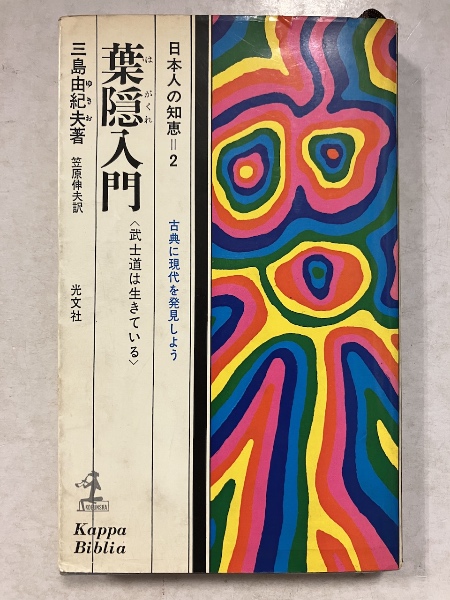 日本人の知恵=2
古典に現代を発見しよう
葉隠入門
はがくれ
〈武士道は生きている〉
三島由紀夫著
ゆきお
笠原伸夫訳
光文社
KOBUNSHA
Kappa
Biblia